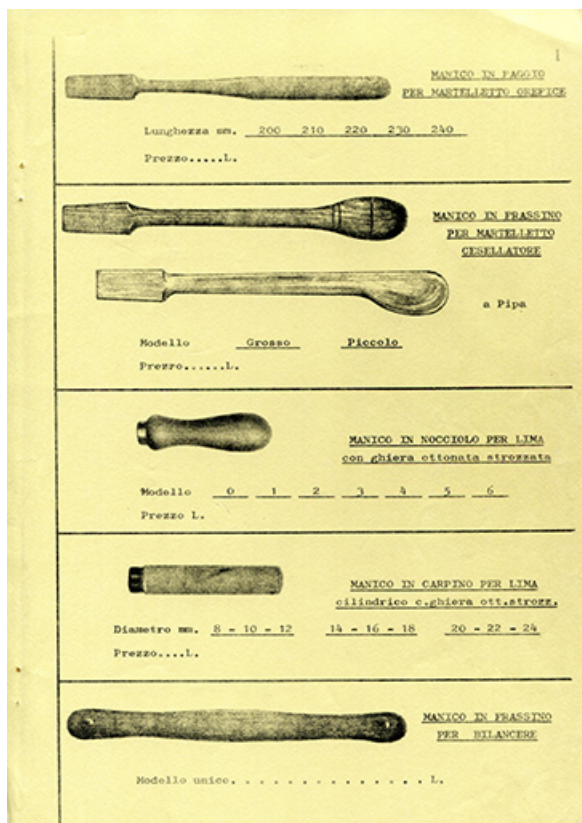 1
MANICO IN FAGGIO
PER MARTELLETTO OREFICE
Lunghezza mm. 200 210 220 230 240
Prezzo.....L.
MANICO IN FRASSINO
PER MARTELLETTO
CESELLATORE
a Pipa
Modello Grosso Piccolo
Prezzo......L.
MANICO IN NOCCIOLO PER LIMA
con ghiera ottonata strozzata
Modello 0 1 2 3 4 5 6
Prezzo L.
MANICO IN CARPINO PER LIMA
cilindrico c.ghiera ott.strozz.
Diametro mm. 8 - 10 - 12 14 - 16 - 18 20 - 22 - 24
Prezzo....L.
MANICO IN FRASSINO
PER BILANCERE
Modello unico. . . . . . . . . . . . . . . L.